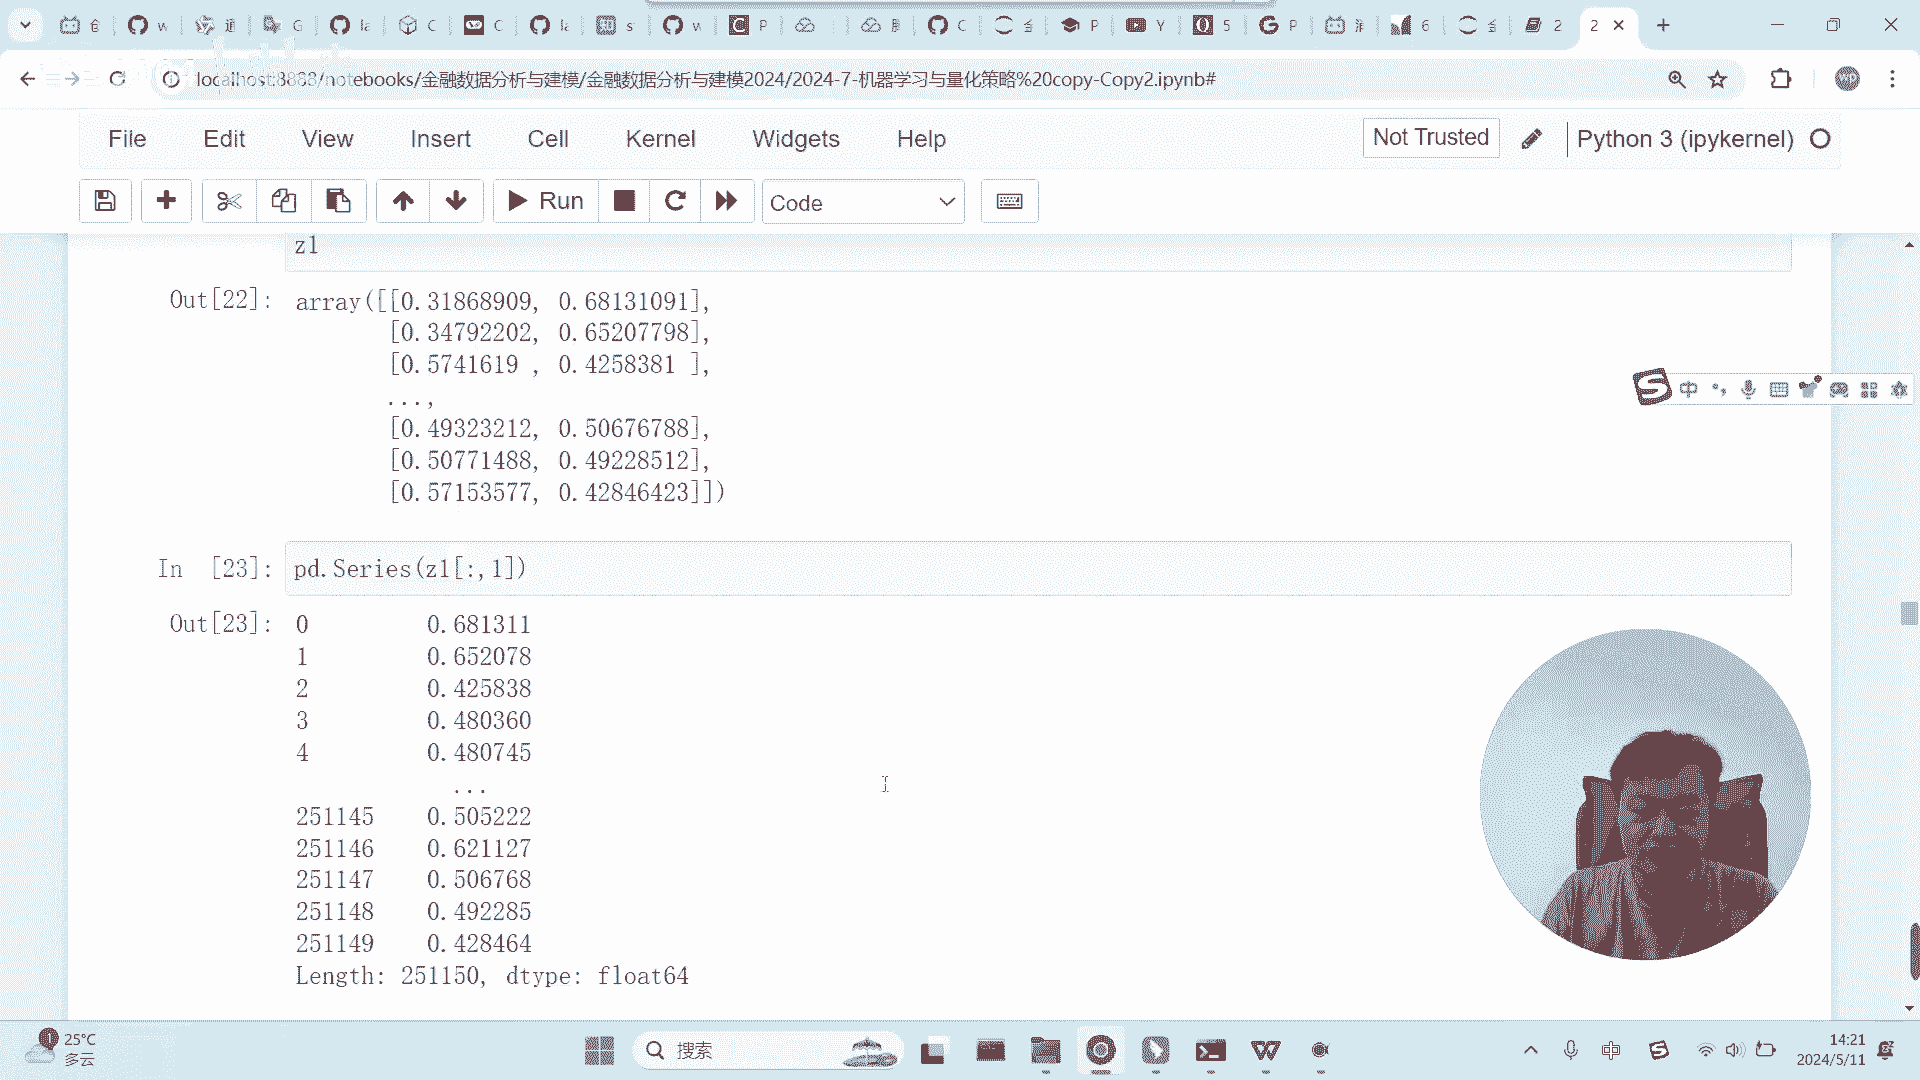 localhost:8888/notebooks/金融数据分析与建模/金融数据分析与建模2024/2024-7-机器学习与量化策略%20copy-Copy2.ipynb#
File Edit View Insert Cell Kernel Widgets Help
Not Trusted
Python 3 (ipykernel)
Run
Code
z1
Out[22]: array([[0.31868909, 0.68131091],
[0.34792202, 0.65207798],
[0.5741619 , 0.4258381 ],
...,
[0.49323212, 0.50676788],
[0.50771488, 0.49228512],
[0.57153577, 0.42846423]])
In [23]: pd.Series(z1[:,1])
Out[23]: 0 0.681311
1 0.652078
2 0.425838
3 0.480360
4 0.480745
...
251145 0.505222
251146 0.621127
251147 0.506768
251148 0.492285
251149 0.428464
Length: 251150, dtype: float64
中
25°C
多云
搜索
中
14:21
2024/5/11